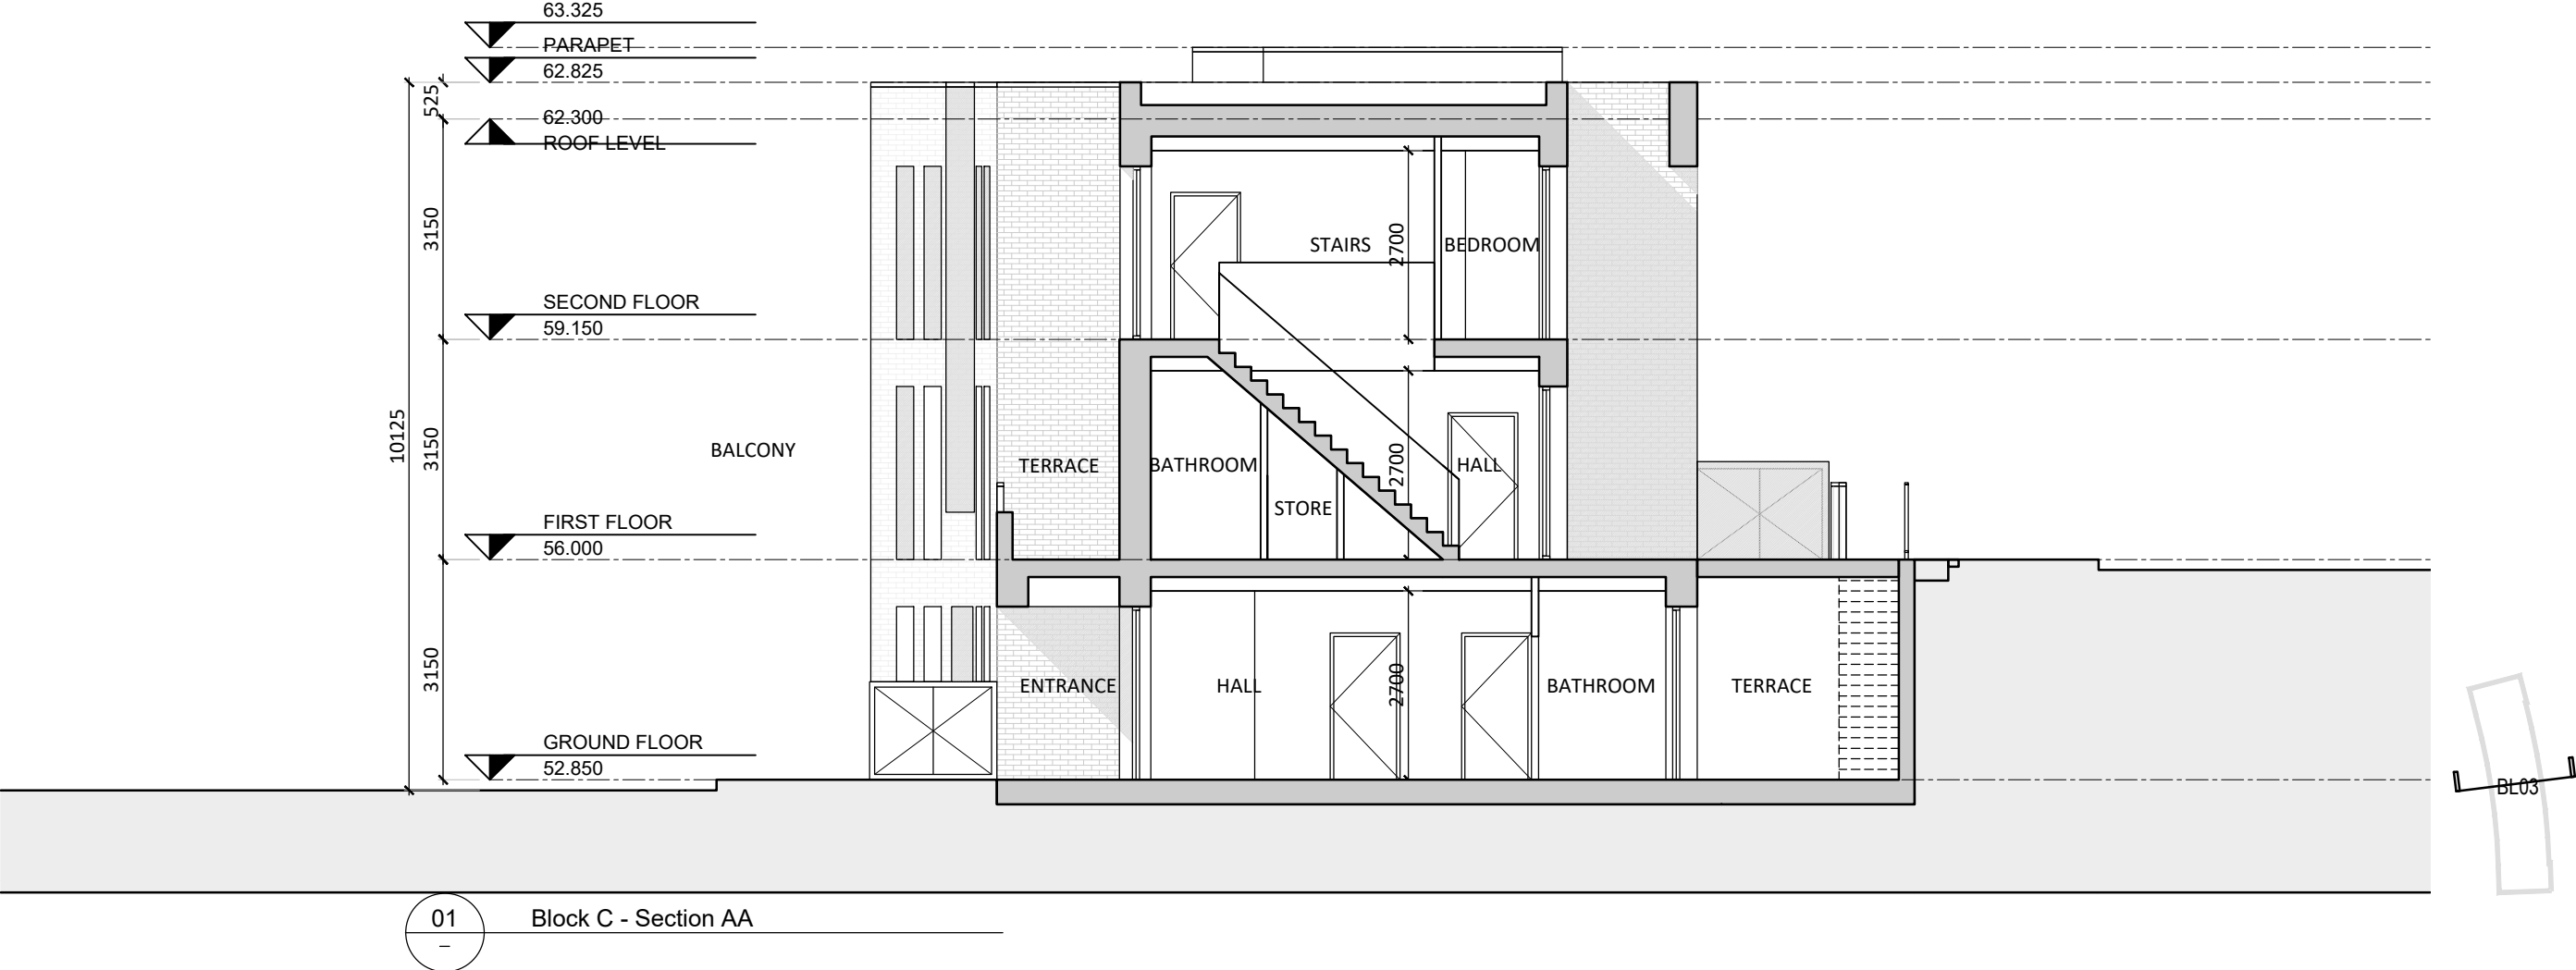 63.325
PARAPET
62.825
62.300
ROOF LEVEL
SECOND FLOOR
59.150
FIRST FLOOR
56.000
GROUND FLOOR
52.850
525
3150
3150
3150
10125
STAIRS
2700
BEDROOM
BALCONY
TERRACE
BATHROOM
STORE
2700
HALL
ENTRANCE
HALL
2700
BATHROOM
TERRACE
BL03
01
–
Block C - Section AA